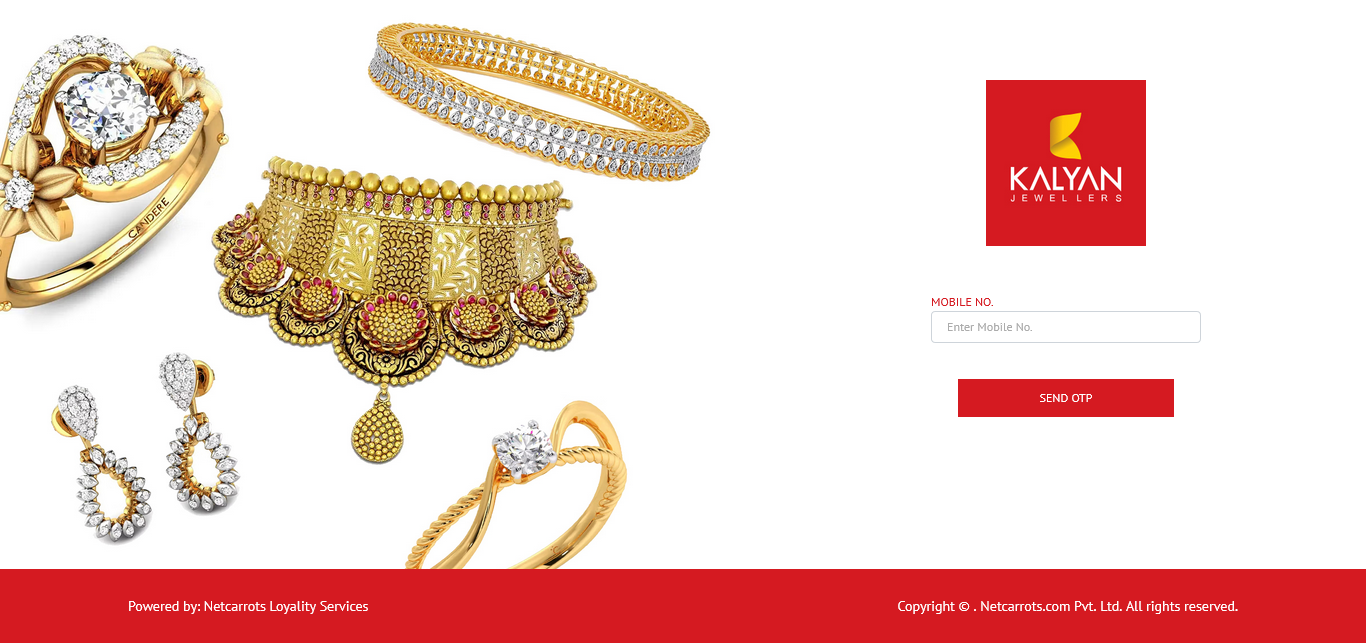 CANDERE
KALYAN
JEWELLERS
MOBILE NO.
Enter Mobile No.
SEND OTP
Powered by: Netcarrots Loyality Services
Copyright © . Netcarrots.com Pvt. Ltd. All rights reserved.